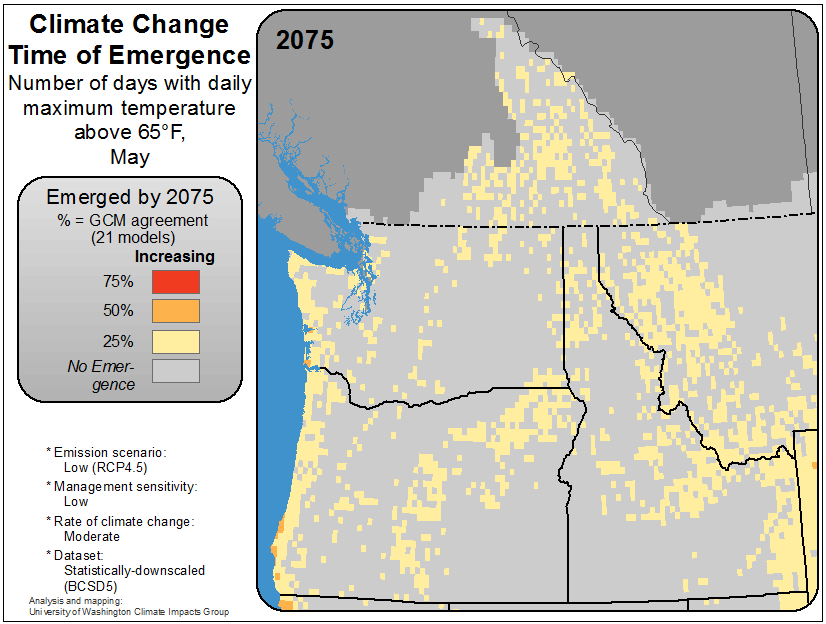 Climate Change
Time of Emergence
Number of days with daily
maximum temperature
above 65°F,
May
Emerged by 2075
% = GCM agreement
(21 models)
Increasing
75%
50%
25%
No Emer-
gence
* Emission scenario:
Low (RCP4.5)
* Management sensitivity:
Low
* Rate of climate change:
Moderate
* Dataset:
Statistically-downscaled
(BCSD5)
Analysis and mapping:
University of Washington Climate Impacts Group
2075